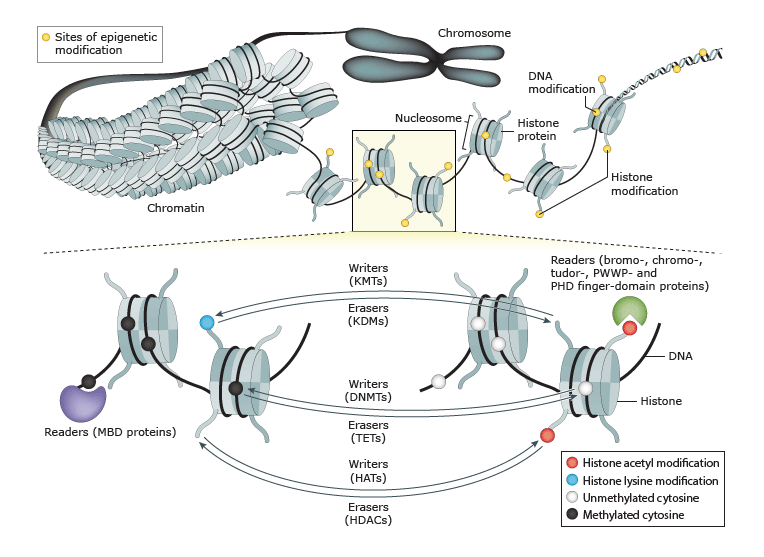 Sites of epigenetic
modification
Chromosome
DNA
modification
Nucleosome
Histone
protein
Histone
modification
Chromatin
Readers (bromo-, chromo-,
tudor-, PWWP- and
PHD finger-domain proteins)
Writers
(KMTs)
Erasers
(KDMs)
DNA
Writers
(DNMTs)
Histone
Erasers
(TETs)
Readers (MBD proteins)
Writers
(HATs)
Erasers
(HDACs)
Histone acetyl modification
Histone lysine modification
Unmethylated cytosine
Methylated cytosine